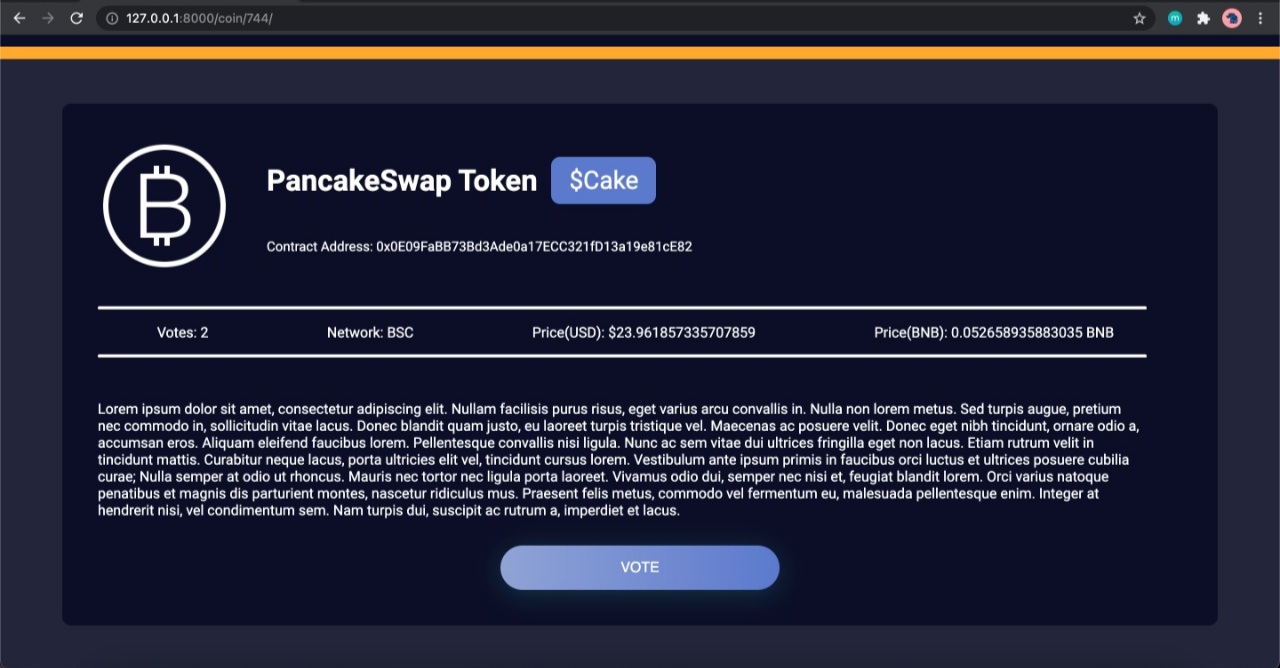 127.0.0.1:8000/coin/744/
m
PancakeSwap Token $Cake
Contract Address: 0x0E09FaBB73Bd3Ade0a17ECC321fD13a19e81cE82
Votes: 2 Network: BSC Price(USD): $23.961857335707859 Price(BNB): 0.052658935883035 BNB
Lorem ipsum dolor sit amet, consectetur adipiscing elit. Nullam facilisis purus risus, eget varius arcu convallis in. Nulla non lorem metus. Sed turpis augue, pretium
nec commodo in, sollicitudin vitae lacus. Donec blandit quam justo, eu laoreet turpis tristique vel. Maecenas ac posuere velit. Donec eget nibh tincidunt, ornare odio a,
accumsan eros. Aliquam eleifend faucibus lorem. Pellentesque convallis nisi ligula. Nunc ac sem vitae dui ultrices fringilla eget non lacus. Etiam rutrum velit in
tincidunt mattis. Curabitur neque lacus, porta ultricies elit vel, tincidunt cursus lorem. Vestibulum ante ipsum primis in faucibus orci luctus et ultrices posuere cubilia
curae; Nulla semper at odio ut rhoncus. Mauris nec tortor nec ligula porta laoreet. Vivamus odio dui, semper nec nisi et, feugiat blandit lorem. Orci varius natoque
penatibus et magnis dis parturient montes, nascetur ridiculus mus. Praesent felis metus, commodo vel fermentum eu, malesuada pellentesque enim. Integer at
hendrerit nisi, vel condimentum sem. Nam turpis dui, suscipit ac rutrum a, imperdiet et lacus.
VOTE